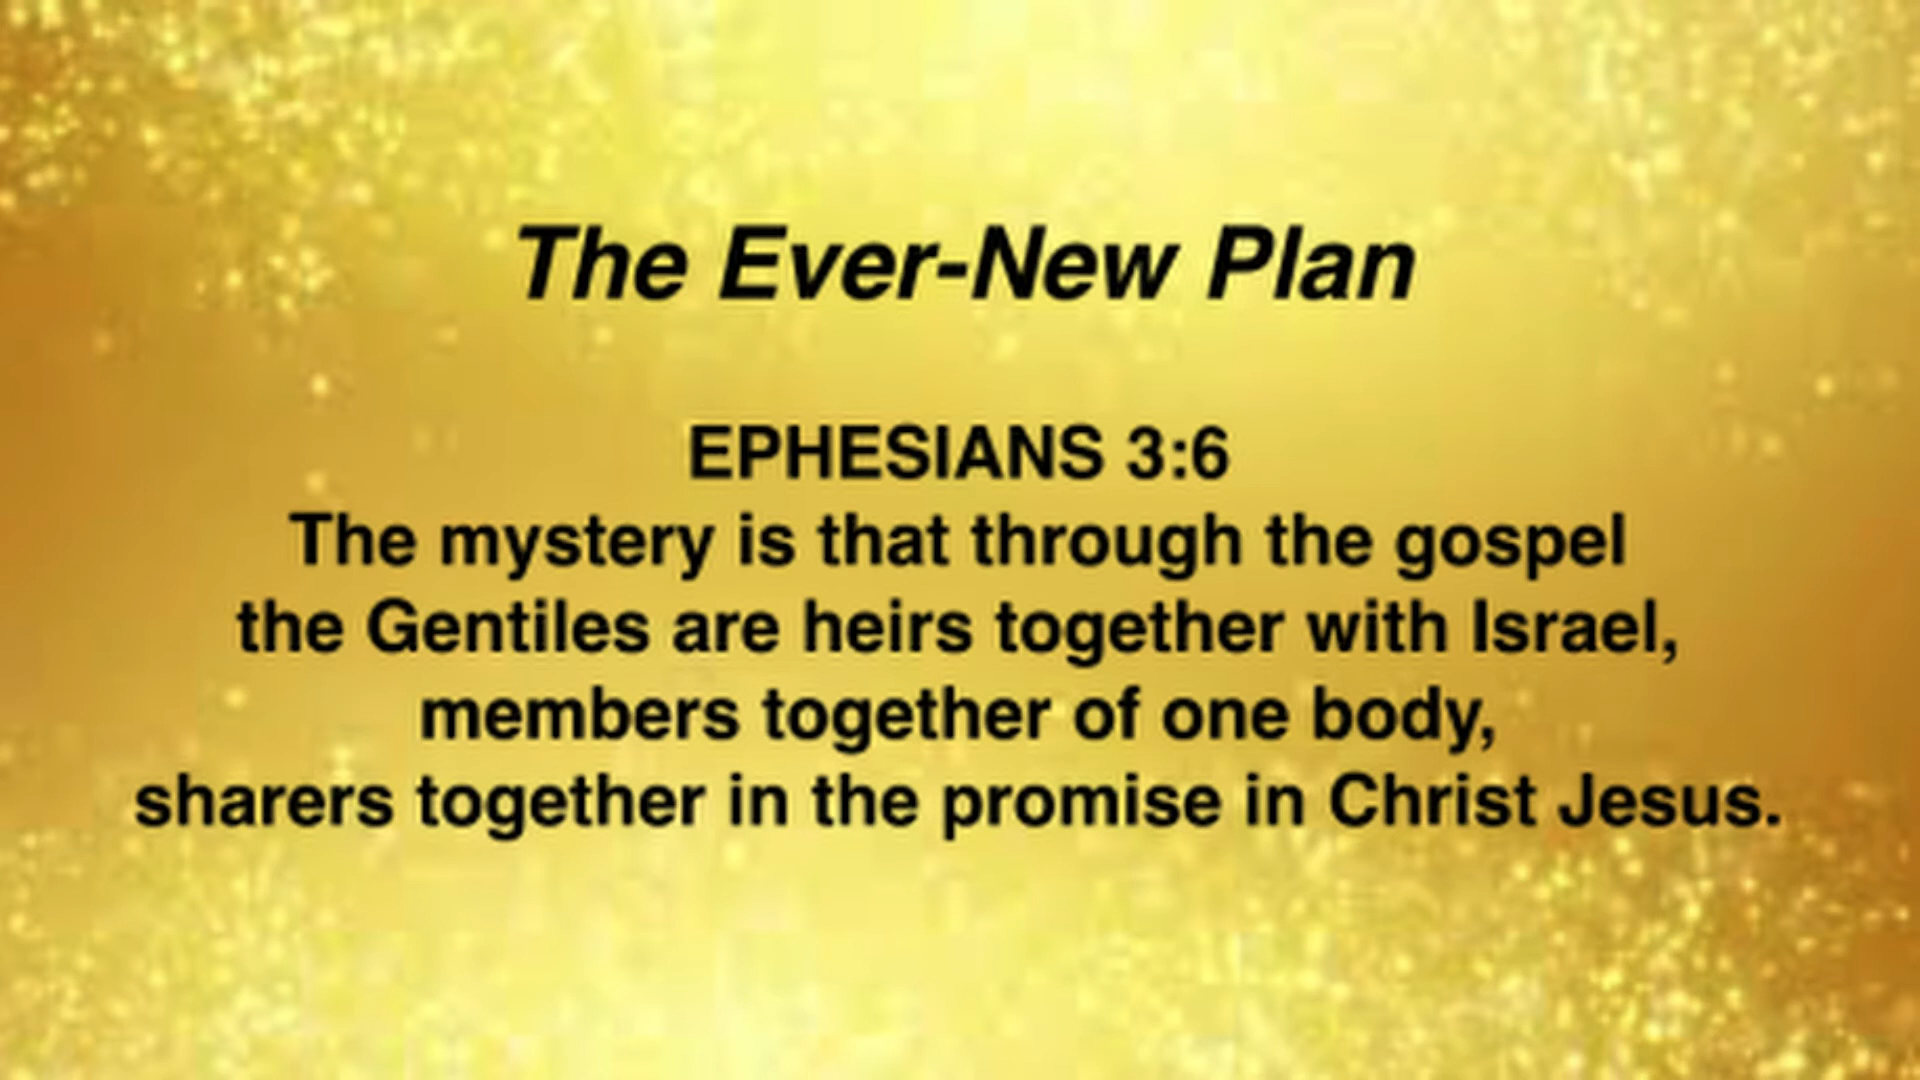 The Ever-New Plan
EPHESIANS 3:6
The mystery is that through the gospel
the Gentiles are heirs together with Israel,
members together of one body,
sharers together in the promise in Christ Jesus.